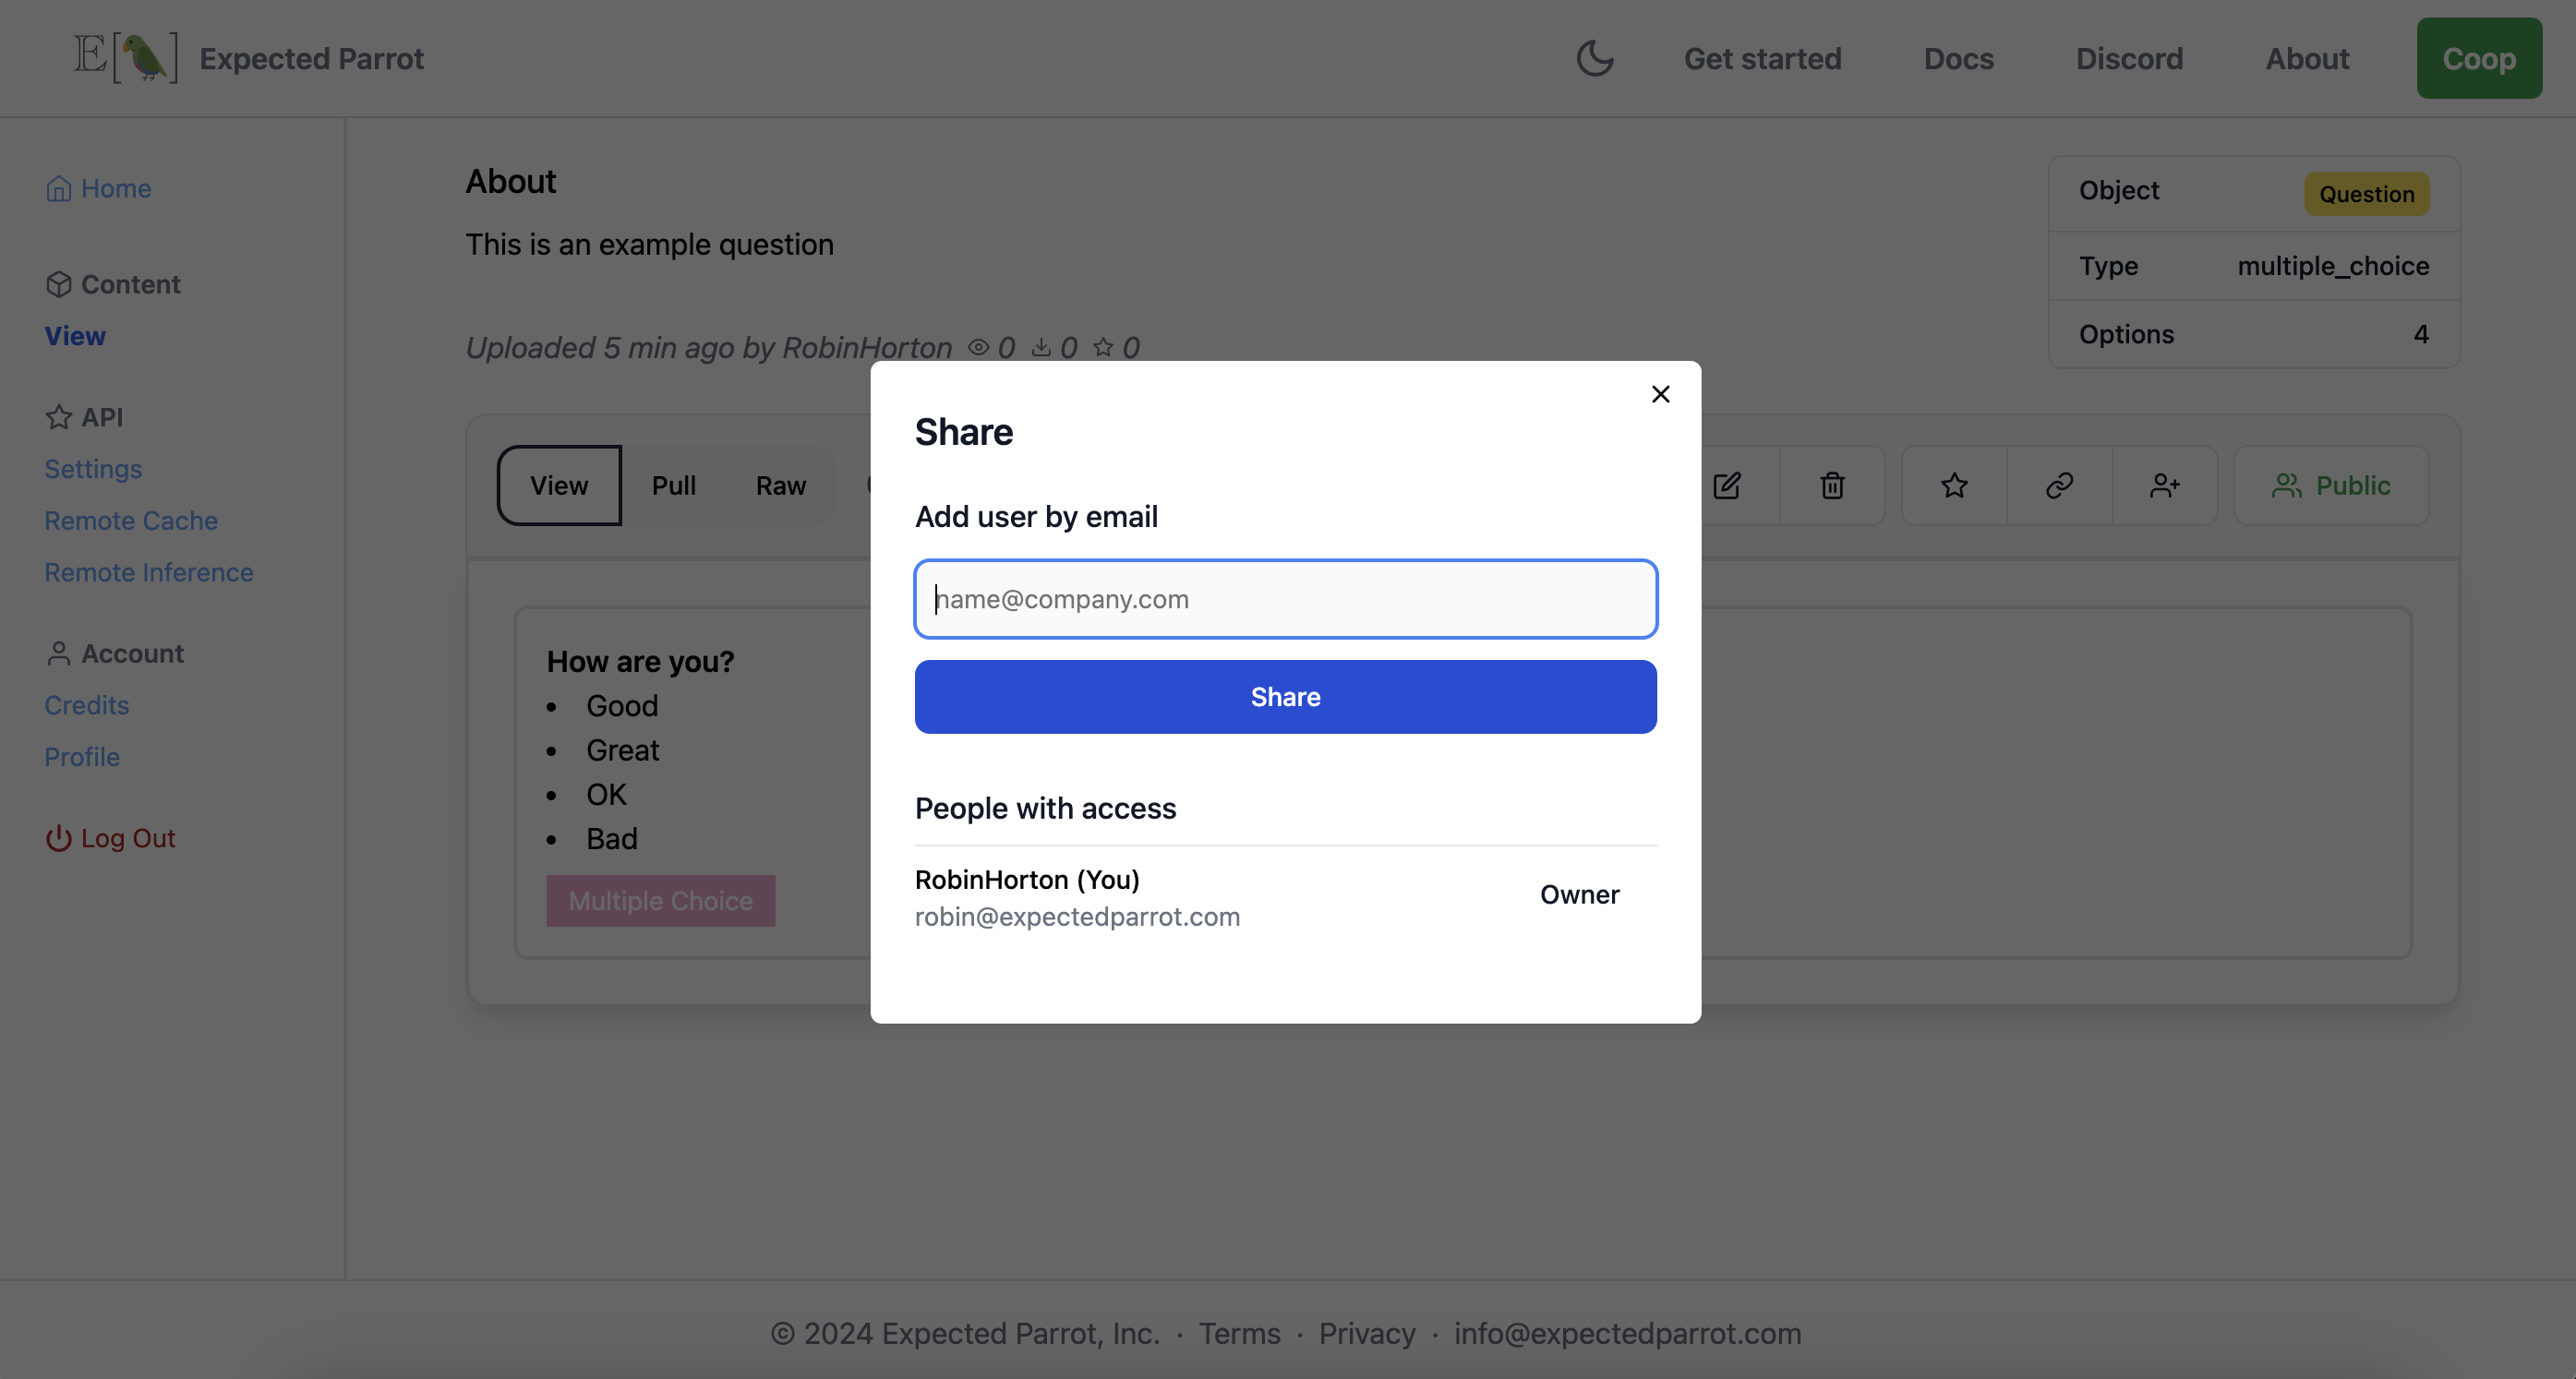 E[🦜] Expected Parrot
Get started
Docs
Discord
About
Coop
Home
Content
View
API
Settings
Remote Cache
Remote Inference
Account
Credits
Profile
Log Out
About
This is an example question
Uploaded 5 min ago by RobinHorton 0 0 0
Object Question
Type multiple_choice
Options 4
View Pull Raw
Public
How are you?
• Good
• Great
• OK
• Bad
Multiple Choice
Share
Add user by email
name@company.com
Share
People with access
RobinHorton (You)
robin@expectedparrot.com
Owner
© 2024 Expected Parrot, Inc. · Terms · Privacy · info@expectedparrot.com